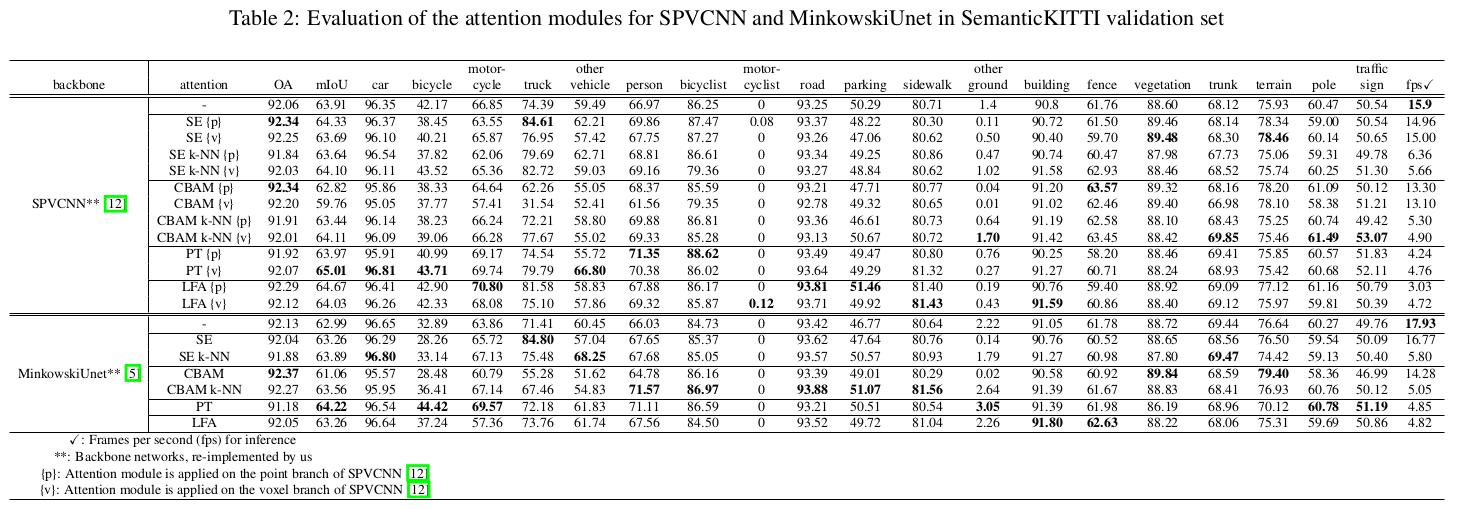 Table 2: Evaluation of the attention modules for SPVCNN and MinkowskiUnet in SemanticKITTI validation set
backbone attention OA mIoU car bicycle motor-cycle truck other vehicle person bicyclist motor-cyclist road parking sidewalk other ground building fence vegetation trunk terrain pole traffic sign fps✓
- 92.06 63.91 96.35 42.17 66.85 74.39 59.49 66.97 86.25 0 93.25 50.29 80.71 1.4 90.8 61.76 88.60 68.12 75.93 60.47 50.54 15.9
SE {p} 92.34 64.33 96.37 38.45 63.55 84.61 62.21 69.86 87.47 0.08 93.37 48.22 80.30 0.11 90.72 61.50 89.46 68.14 78.34 59.00 50.54 14.96
SE {v} 92.25 63.69 96.10 40.21 65.87 76.95 57.42 67.75 87.27 0 93.26 47.06 80.62 0.50 90.40 59.70 89.48 68.30 78.46 60.14 50.65 15.00
SE k-NN {p} 91.84 63.64 96.54 37.82 62.06 79.69 62.71 68.81 86.61 0 93.34 49.25 80.86 0.47 90.74 60.47 87.98 67.73 75.06 59.31 49.78 6.36
SE k-NN {v} 92.03 64.10 96.11 43.52 65.36 82.72 59.03 69.16 79.36 0 93.27 48.84 80.62 1.02 91.58 62.93 88.46 68.52 75.74 60.25 51.30 5.66
CBAM {p} 92.34 62.82 95.86 38.33 64.64 62.26 55.05 68.37 85.59 0 93.21 47.71 80.77 0.04 91.20 63.57 89.32 68.16 78.20 61.09 50.12 13.30
SPVCNN** [12] CBAM {v} 92.20 59.76 95.05 37.77 57.41 31.54 52.41 61.56 79.35 0 92.78 49.32 80.65 0.01 91.02 62.46 89.40 66.98 78.10 58.38 51.21 13.10
CBAM k-NN {p} 91.91 63.44 96.14 38.23 66.24 72.21 58.80 69.88 86.81 0 93.36 46.61 80.73 0.64 91.19 62.58 88.10 68.43 75.25 60.74 49.42 5.30
CBAM k-NN {v} 92.01 64.11 96.09 39.06 66.28 77.67 55.02 69.33 85.28 0 93.13 50.67 80.72 1.70 91.42 63.45 88.42 69.85 75.46 61.49 53.07 4.90
PT {p} 91.92 63.97 95.91 40.99 69.17 74.54 55.72 71.35 88.62 0 93.49 49.47 80.80 0.76 90.25 58.20 88.46 69.41 75.85 60.57 51.83 4.24
PT {v} 92.07 65.01 96.81 43.71 69.74 79.79 66.80 70.38 86.02 0 93.64 49.29 81.32 0.27 91.27 60.71 88.24 68.93 75.42 60.68 52.11 4.76
LFA {p} 92.29 64.67 96.41 42.90 70.80 81.58 58.83 67.88 86.17 0 93.81 51.46 81.40 0.19 90.76 59.40 88.92 69.09 77.12 61.16 50.79 3.03
LFA {v} 92.12 64.03 96.26 42.33 68.08 75.10 57.86 69.32 85.87 0.12 93.71 49.92 81.43 0.43 91.59 60.86 88.40 69.12 75.97 59.81 50.39 4.72
- 92.13 62.99 96.65 32.89 63.86 71.41 60.45 66.03 84.73 0 93.42 46.77 80.64 2.22 91.05 61.78 88.72 69.44 76.64 60.27 49.76 17.93
SE 92.04 63.26 96.29 28.26 65.72 84.80 57.04 67.65 85.37 0 93.40 47.64 80.76 0.14 90.76 60.52 88.65 67.80 76.50 59.54 50.09 16.77
SE k-NN 91.88 63.89 96.80 33.14 67.13 75.48 68.25 67.68 85.05 0 93.57 50.57 80.93 1.79 91.27 60.98 87.80 69.47 74.42 59.13 50.40 5.80
MinkowskiUnet** [5] CBAM 92.37 61.06 95.57 28.48 60.79 55.28 51.62 64.78 86.16 0 93.39 49.01 80.29 0.02 90.58 60.92 89.84 68.59 79.40 58.36 46.99 14.28
CBAM k-NN 92.27 63.56 95.95 36.41 67.14 67.46 54.83 71.57 86.97 0 93.88 51.07 81.56 2.64 91.39 61.67 88.83 68.41 76.93 60.76 50.12 5.05
PT 91.18 64.22 96.54 44.42 69.57 72.18 61.83 71.11 86.59 0 93.21 50.51 80.54 3.05 91.39 61.98 86.19 68.96 70.12 60.78 51.19 4.85
LFA 92.05 63.26 96.64 37.24 57.36 73.76 61.74 67.56 84.50 0 93.52 49.72 81.04 2.26 91.80 62.63 88.22 68.06 75.31 59.69 50.86 4.82
✓: Frames per second (fps) for inference
**: Backbone networks, re-implemented by us
{p}: Attention module is applied on the point branch of SPVCNN [12]
{v}: Attention module is applied on the voxel branch of SPVCNN [12]